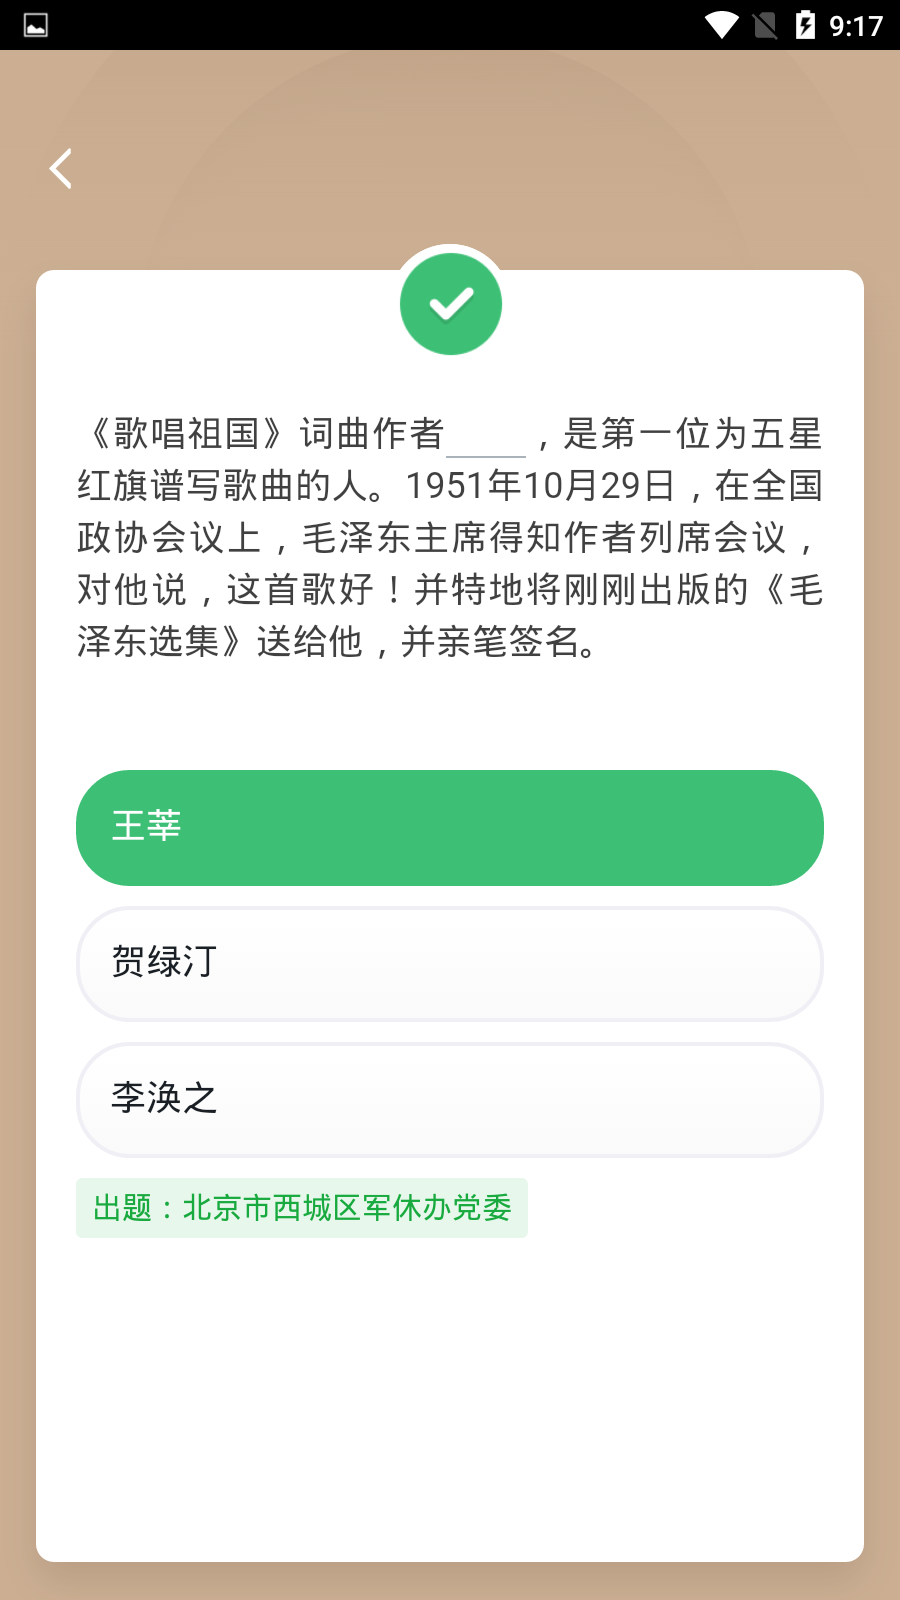 9:17
《歌唱祖国》词曲作者____，是第一位为五星
红旗谱写歌曲的人。1951年10月29日，在全国
政协会议上，毛泽东主席得知作者列席会议，
对他说，这首歌好！并特地将刚刚出版的《毛
泽东选集》送给他，并亲笔签名。
王莘
贺绿汀
李涣之
出题：北京市西城区军休办党委